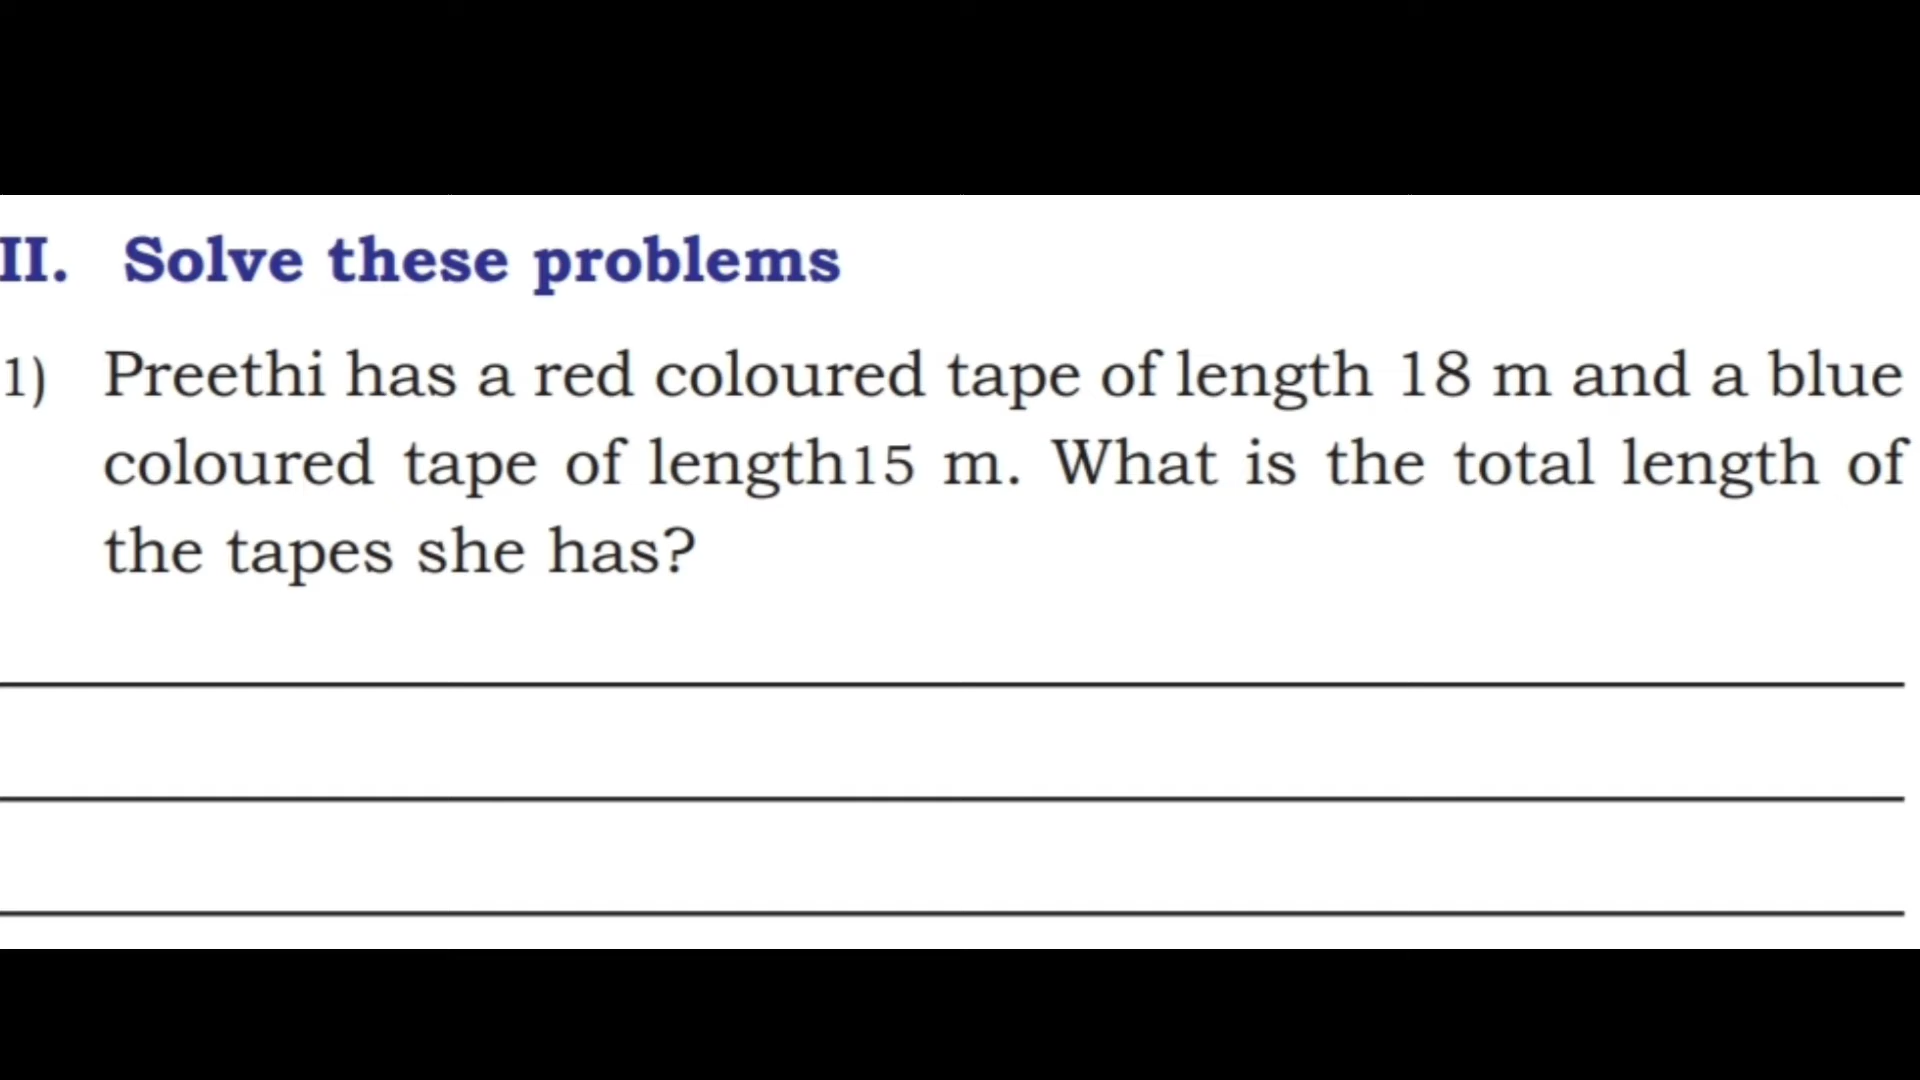 II. Solve these problems
1) Preethi has a red coloured tape of length 18 m and a blue
coloured tape of length15 m. What is the total length of
the tapes she has?